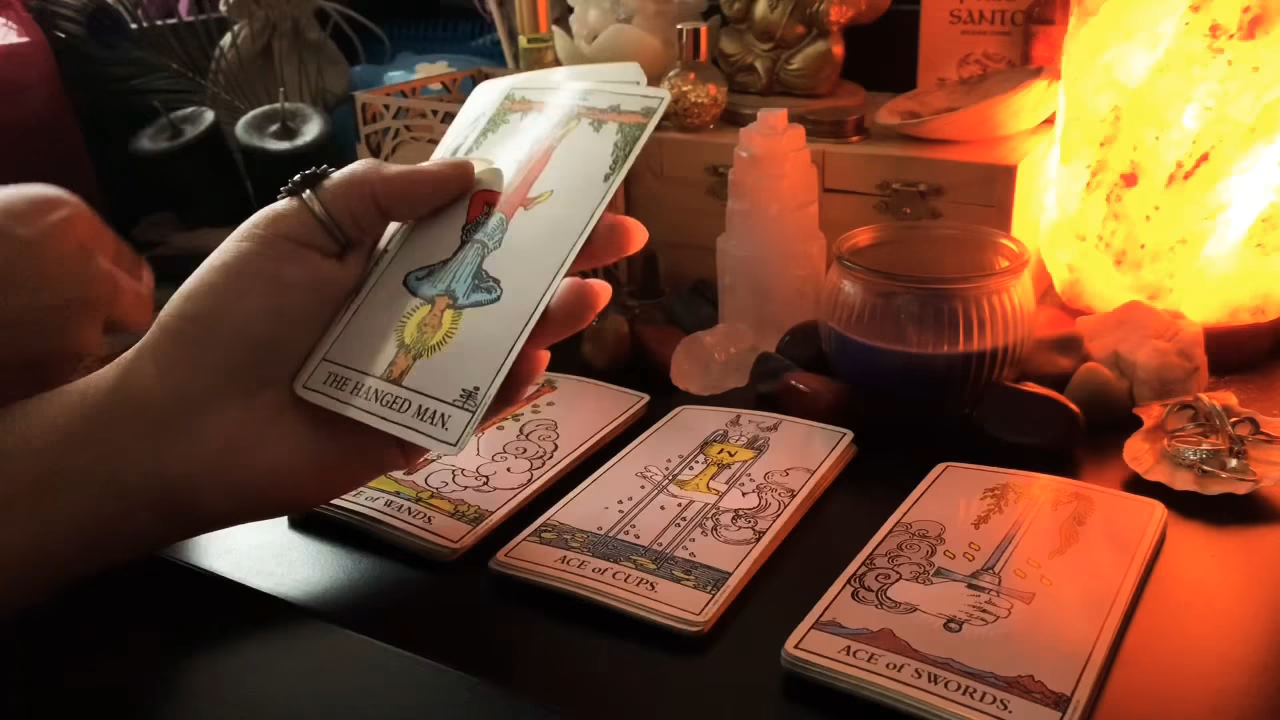 SANTO
THE HANGED MAN.
E of WANDS.
ACE of CUPS.
ACE of SWORDS.